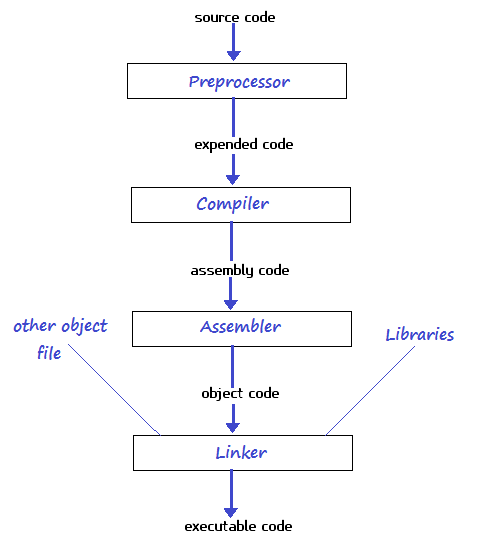 source code
Preprocessor
expended code
Compiler
assembly code
other object
file
Assembler
Libraries
object code
Linker
executable code